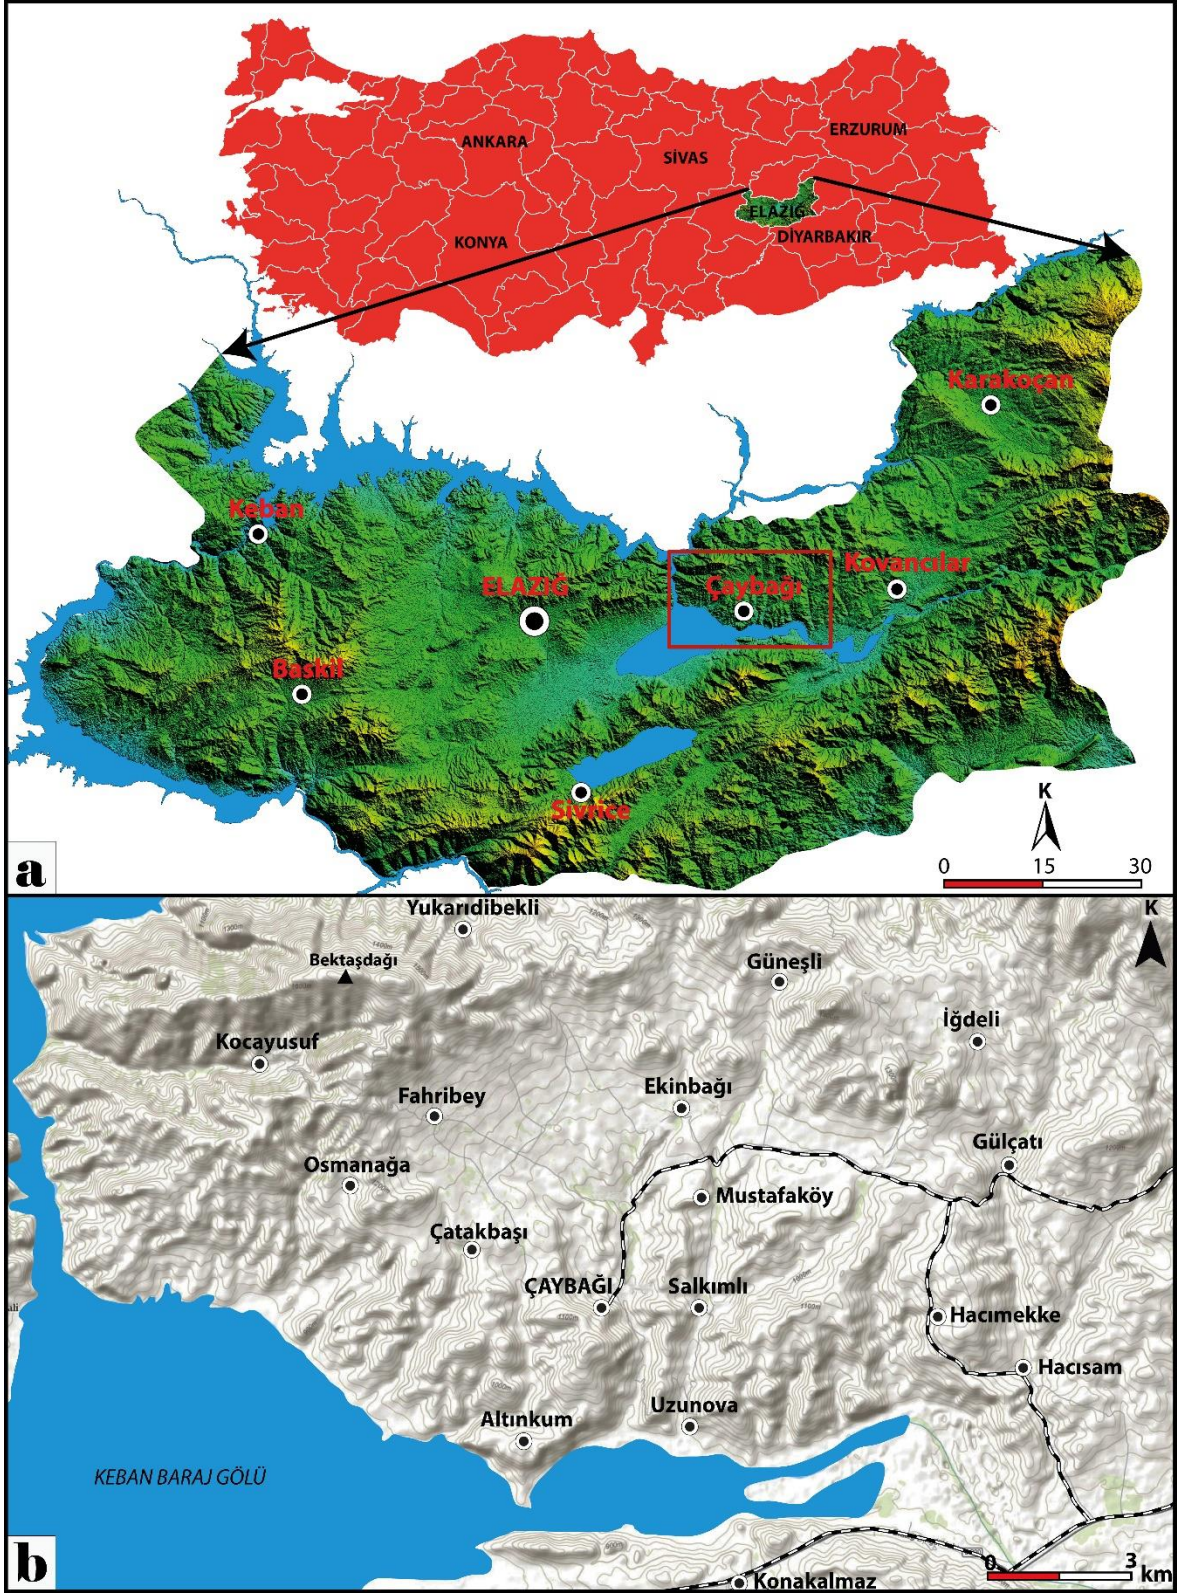 ANKARA
SİVAS
ERZURUM
ELAZIĞ
KONYA
DİYARBAKIR
Karakoçan
Keban
ELAZIĞ
Çaybağı
Kovancılar
Baskil
Sivrice
K
0 15 30
a
Yukarıdibekli
K
Bektaşdağı
Güneşli
İğdeli
Kocayusuf
Fahribey
Ekinbağı
Gülçatı
Osmanağa
Mustafaköy
Çatakbaşı
ÇAYBAĞI
Salkımlı
Hacımekke
Hacısam
Altınkum
Uzunova
KEBAN BARAJ GÖLÜ
b
0 3
km
Konakalmaz